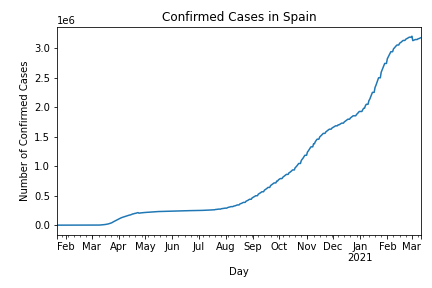 Confirmed Cases in Spain
1e6
3.0
2.5
2.0
1.5
1.0
0.5
0.0
Number of Confirmed Cases
Feb Mar Apr May Jun Jul Aug Sep Oct Nov Dec Jan Feb Mar
2021
Day